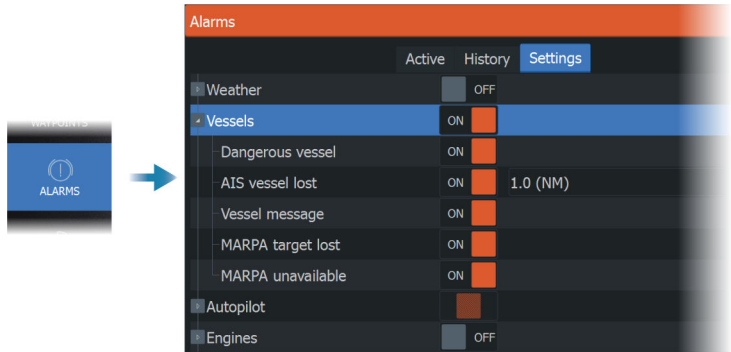 Alarms
Active History Settings
Weather OFF
Vessels ON
Dangerous vessel ON
AIS vessel lost ON 1.0 (NM)
Vessel message ON
MARPA target lost ON
MARPA unavailable ON
Autopilot
Engines OFF
WAYPOINTS
ALARMS